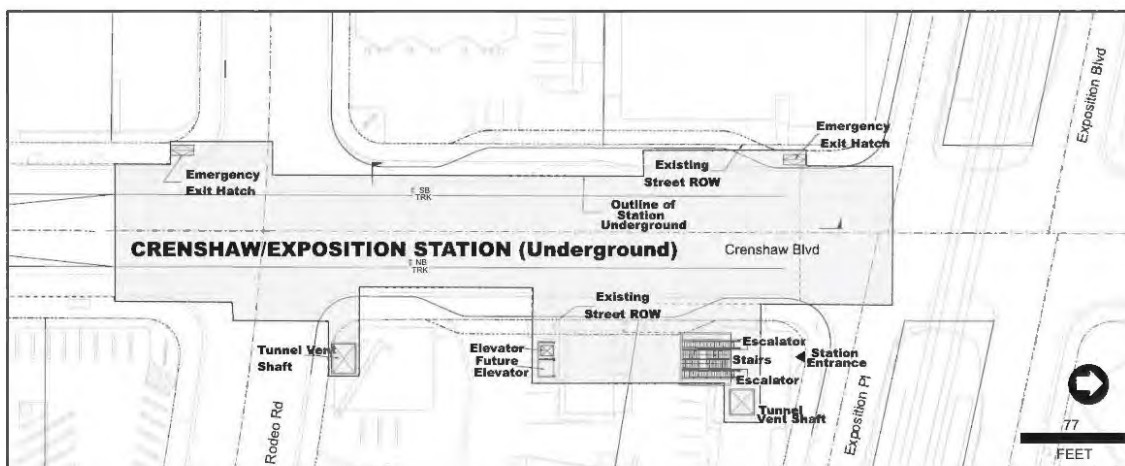 Exposition Blvd
Emergency
Exit Hatch
Emergency
Exit Hatch
Existing
Street ROW
SB
TRK
Outline of
Station
Underground
CRENSHAW/EXPOSITION STATION (Underground)
Crenshaw Blvd
NB
TRK
Existing
Street ROW
Tunnel Vent
Shaft
Elevator
Future
Elevator
Escalator
Stairs
Escalator
Station
Entrance
Tunnel
Vent Shaft
Rodeo Rd
Exposition Pl
77
FEET